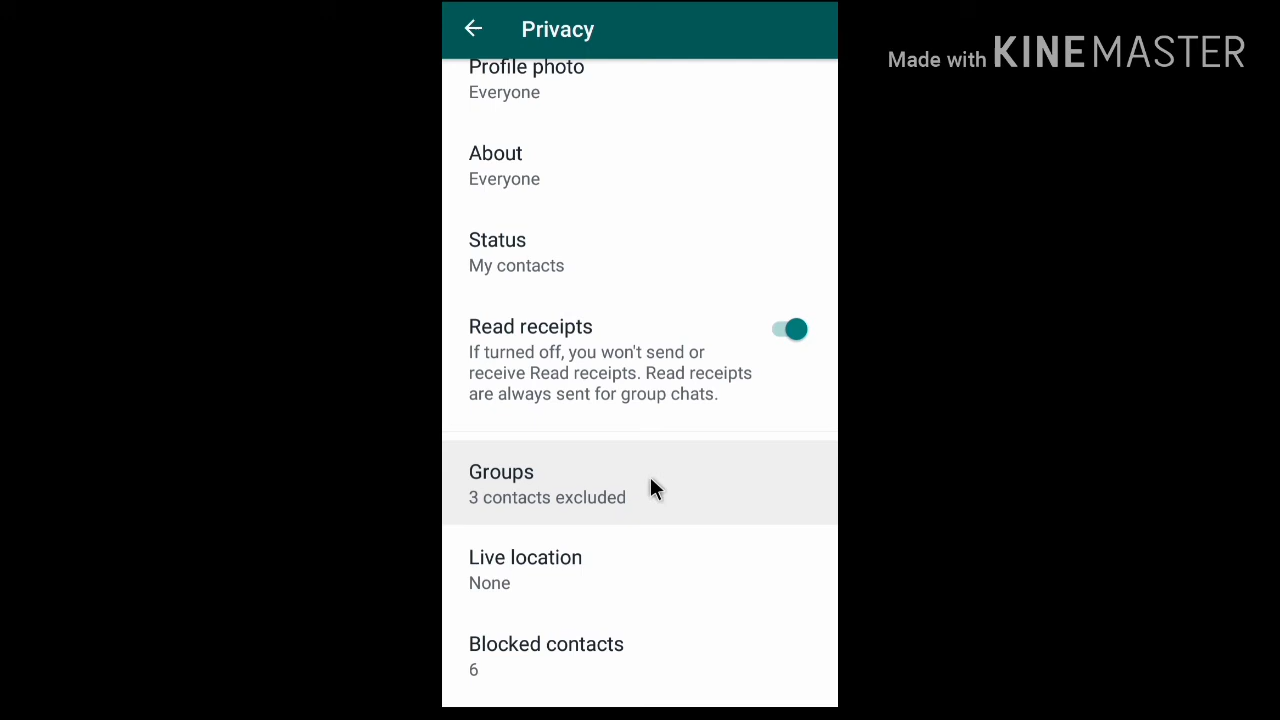 Privacy
Made with KINEMASTER
Profile photo
Everyone
About
Everyone
Status
My contacts
Read receipts
If turned off, you won't send or
receive Read receipts. Read receipts
are always sent for group chats.
Groups
3 contacts excluded
Live location
None
Blocked contacts
6